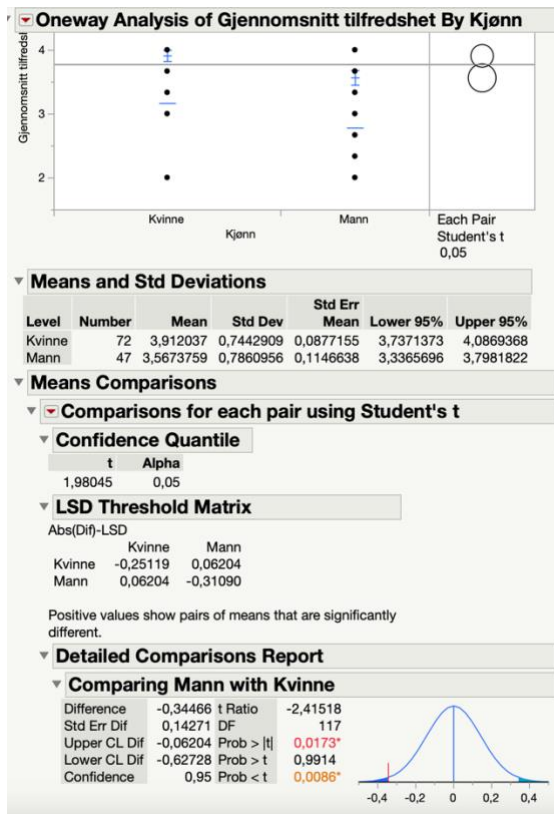 Oneway Analysis of Gjennomsnitt tilfredshet By Kjønn
Gjennomsnitt tilfredsl
4
3
2
Kvinne Mann
Kjønn
Each Pair
Student's t
0,05
Means and Std Deviations
Std Err
Level Number Mean Std Dev Mean Lower 95% Upper 95%
Kvinne 72 3,912037 0,7442909 0,0877155 3,7371373 4,0869368
Mann 47 3,5673759 0,7860956 0,1146638 3,3365696 3,7981822
Means Comparisons
Comparisons for each pair using Student's t
Confidence Quantile
t Alpha
1,98045 0,05
LSD Threshold Matrix
Abs(Dif)-LSD
Kvinne Mann
Kvinne -0,25119 0,06204
Mann 0,06204 -0,31090
Positive values show pairs of means that are significantly
different.
Detailed Comparisons Report
Comparing Mann with Kvinne
Difference -0,34466 t Ratio -2,41518
Std Err Dif 0,14271 DF 117
Upper CL Dif -0,06204 Prob > |t| 0,0173*
Lower CL Dif -0,62728 Prob > t 0,9914
Confidence 0,95 Prob < t 0,0086*
-0,4 -0,2 0 0,2 0,4